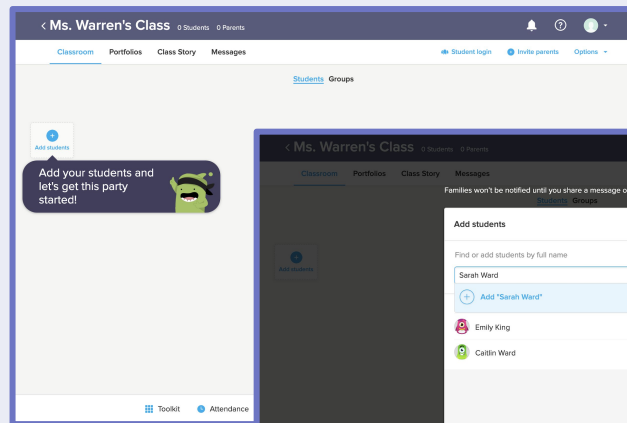 < Ms. Warren's Class 0 Students 0 Parents
Classroom Portfolios Class Story Messages
Student login Invite parents Options
Students Groups
Add students
Add your students and
let's get this party
started!
Toolkit Attendance
< Ms. Warren's Class 0 Students 0 Parents
Classroom Portfolios Class Story Messages
Families won't be notified until you share a message o
Students Groups
Add students
Add students
Find or add students by full name
Sarah Ward
Add "Sarah Ward"
Emily King
Caitlin Ward